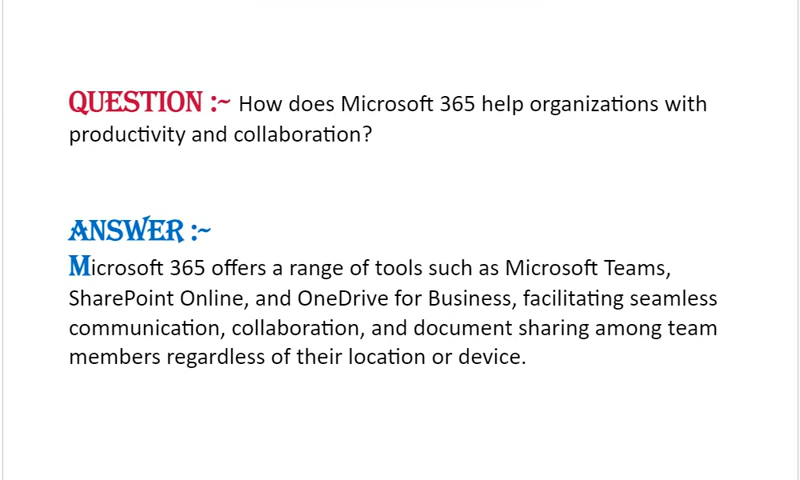 QUESTION :~ How does Microsoft 365 help organizations with
productivity and collaboration?
ANSWER :~
Microsoft 365 offers a range of tools such as Microsoft Teams,
SharePoint Online, and OneDrive for Business, facilitating seamless
communication, collaboration, and document sharing among team
members regardless of their location or device.